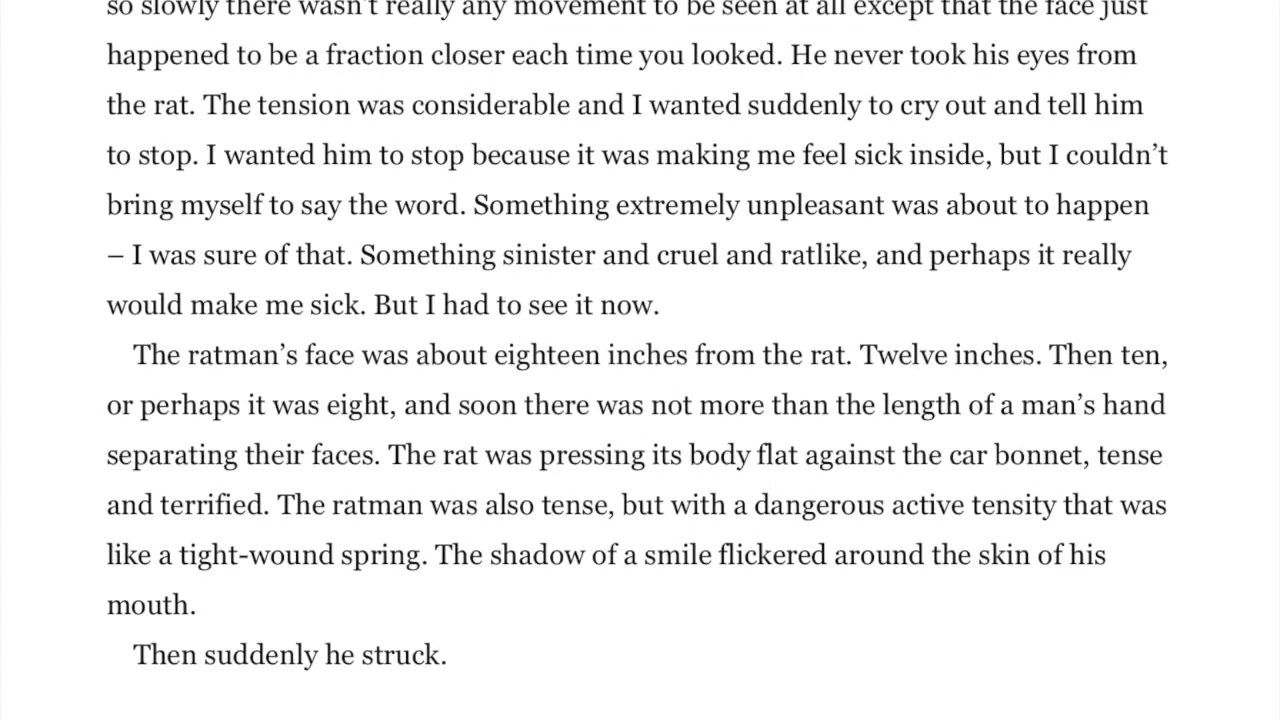 so slowly there wasn’t really any movement to be seen at all except that the face just
happened to be a fraction closer each time you looked. He never took his eyes from
the rat. The tension was considerable and I wanted suddenly to cry out and tell him
to stop. I wanted him to stop because it was making me feel sick inside, but I couldn’t
bring myself to say the word. Something extremely unpleasant was about to happen
– I was sure of that. Something sinister and cruel and ratlike, and perhaps it really
would make me sick. But I had to see it now.
The ratman’s face was about eighteen inches from the rat. Twelve inches. Then ten,
or perhaps it was eight, and soon there was not more than the length of a man’s hand
separating their faces. The rat was pressing its body flat against the car bonnet, tense
and terrified. The ratman was also tense, but with a dangerous active tensity that was
like a tight-wound spring. The shadow of a smile flickered around the skin of his
mouth.
Then suddenly he struck.